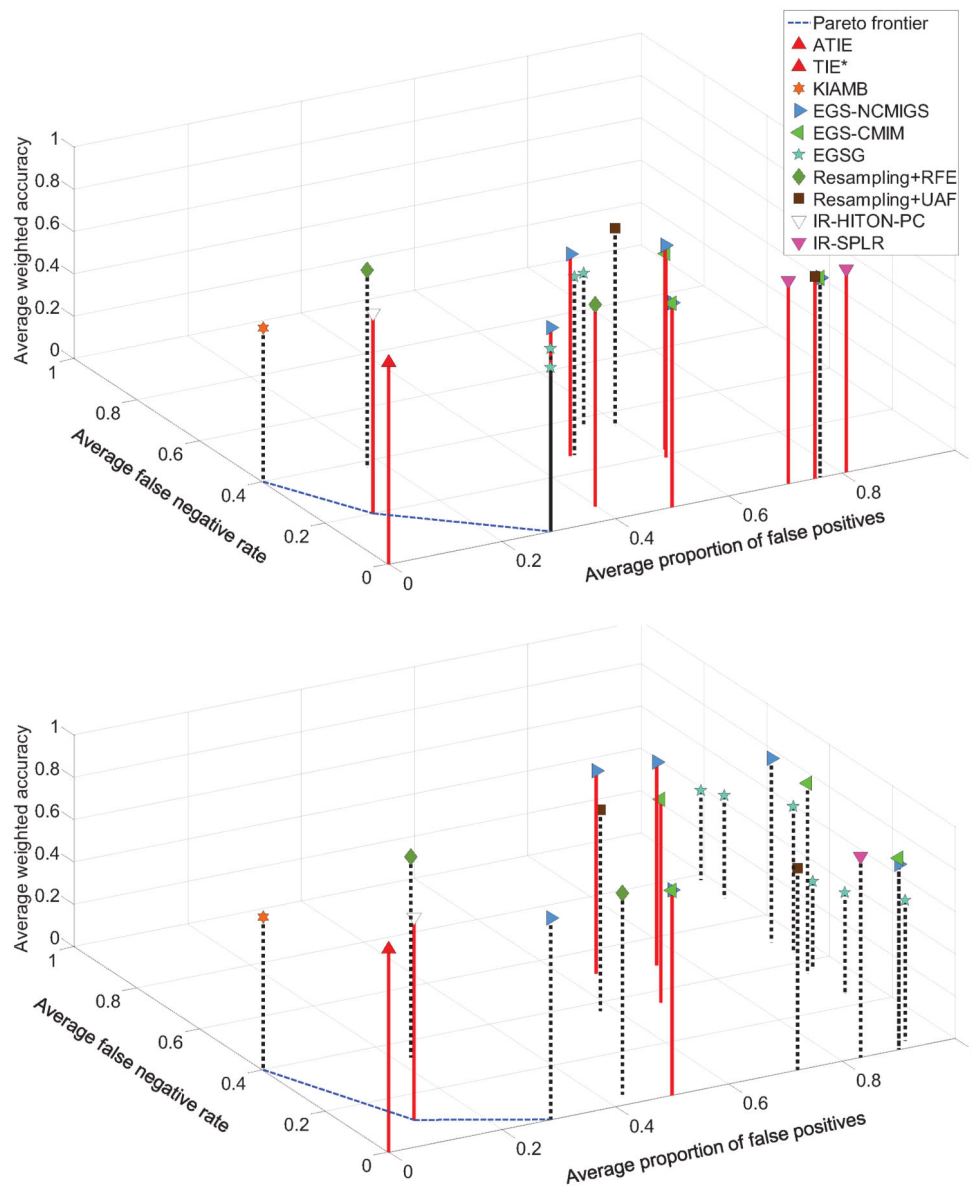 Pareto frontier
ATIE
TIE*
KIAMB
EGS-NCMIGS
EGS-CMIM
EGSG
Resampling+RFE
Resampling+UAF
IR-HITON-PC
IR-SPLR
Average weighted accuracy
1
0.8
0.6
0.4
0.2
0
1
0.8
0.6
0.4
0.2
0
Average false negative rate
0
0.2
0.4
0.6
0.8
Average proportion of false positives
Average weighted accuracy
1
0.8
0.6
0.4
0.2
0
1
0.8
0.6
0.4
0.2
0
Average false negative rate
0
0.2
0.4
0.6
0.8
Average proportion of false positives